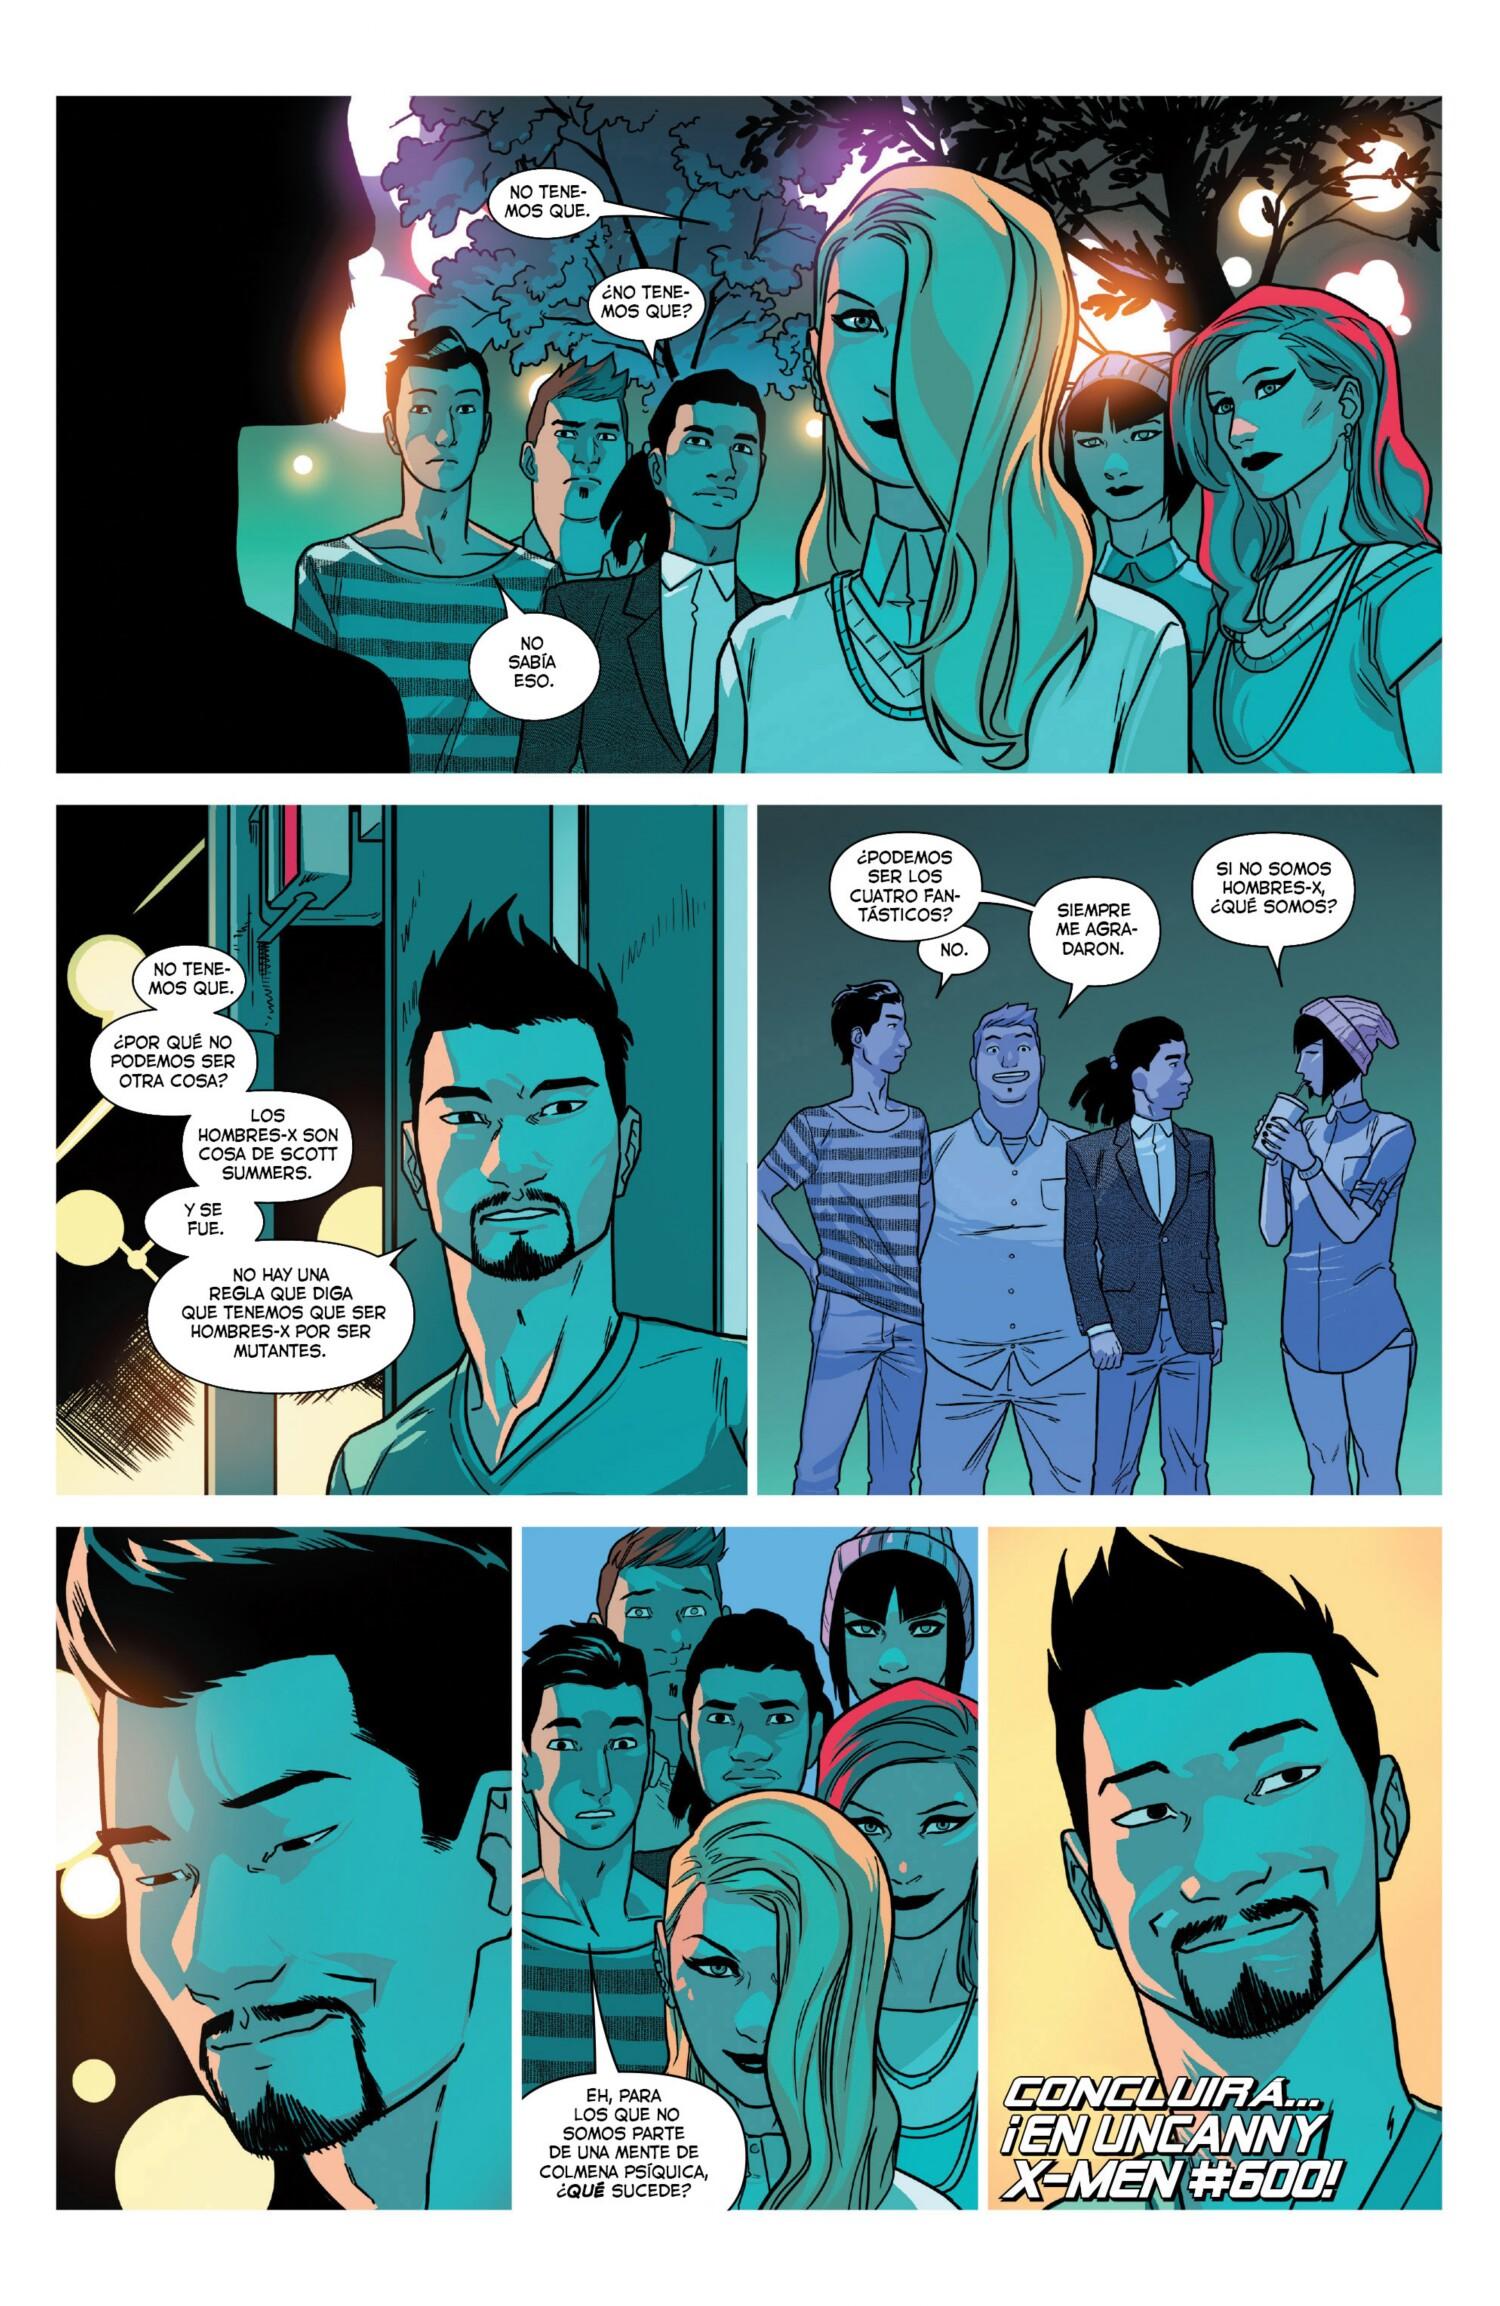 NO TENE-
MOS QUE.
¿NO TENE-
MOS QUE?
NO
SABÍA
ESO.
NO TENE-
MOS QUE.
¿POR QUÉ NO
PODEMOS SER
OTRA COSA?
LOS
HOMBRES-X SON
COSA DE SCOTT
SUMMERS.
Y SE
FUE.
NO HAY UNA
REGLA QUE DIGA
QUE TENEMOS QUE SER
HOMBRES-X POR SER
MUTANTES.
¿PODEMOS
SER LOS
CUATRO FAN-
TÁSTICOS?
NO.
SIEMPRE
ME AGRA-
DARON.
SI NO SOMOS
HOMBRES-X,
¿QUÉ SOMOS?
EH, PARA
LOS QUE NO
SOMOS PARTE
DE UNA MENTE DE
COLMENA PSÍQUICA,
¿QUÉ SUCEDE?
CONCLUIRÁ...
¡EN UNCANNY
X-MEN #600!